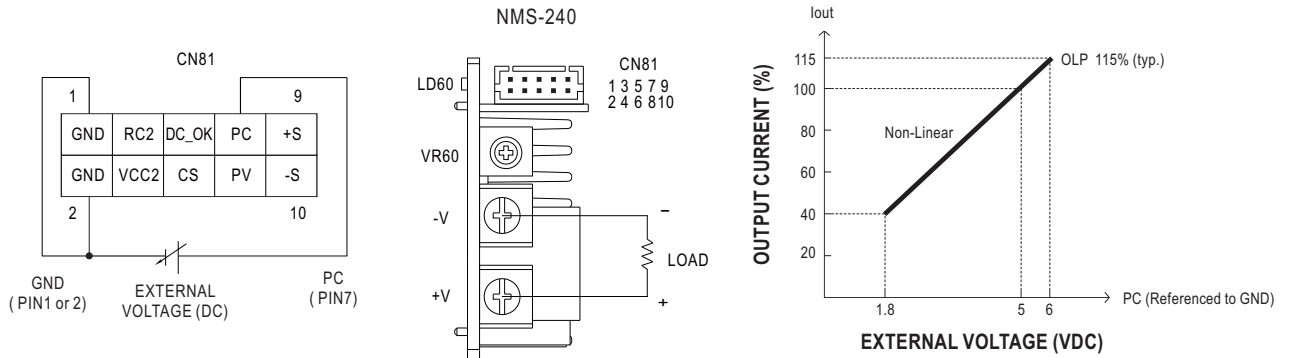 NMS-240
CN81
1 9
GND RC2 DC_OK PC +S
GND VCC2 CS PV -S
2 10
GND
( PIN1 or 2)
EXTERNAL
VOLTAGE (DC)
PC
( PIN7)
LD60
CN81
1 3 5 7 9
2 4 6 8 10
VR60
-V
−
LOAD
+V
+
Iout
OUTPUT CURRENT (%)
115
100
80
60
40
20
OLP 115% (typ.)
Non-Linear
1.8 5 6
PC (Referenced to GND)
EXTERNAL VOLTAGE (VDC)